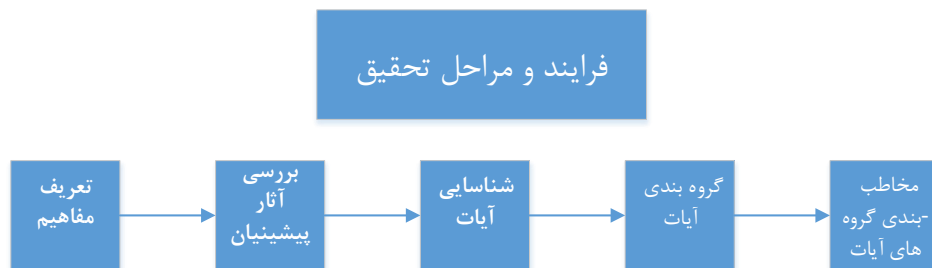 فرایند و مراحل تحقیق
تعریف
مفاهیم
بررسی
آثار
پیشینیان
شناسایی
آیات
گروه بندی
آیات
مخاطب
بندی گروه-
های آیات